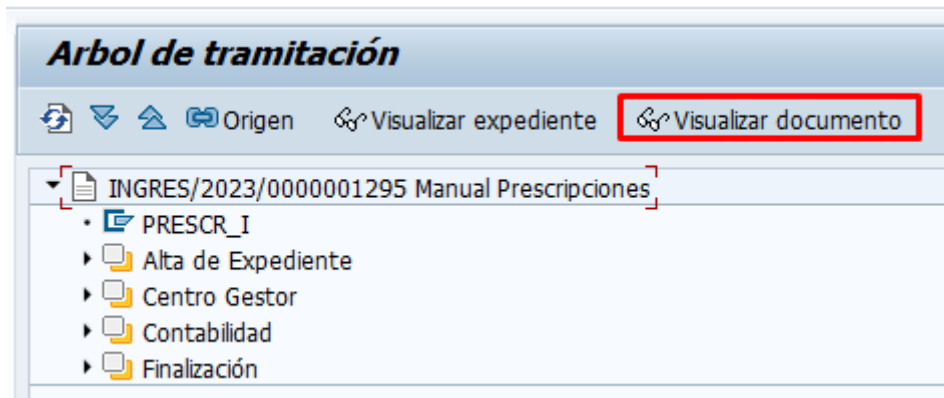 Arbol de tramitación
Origen Visualizar expediente Visualizar documento
INGRES/2023/0000001295 Manual Prescripciones
PRESCR_I
Alta de Expediente
Centro Gestor
Contabilidad
Finalización